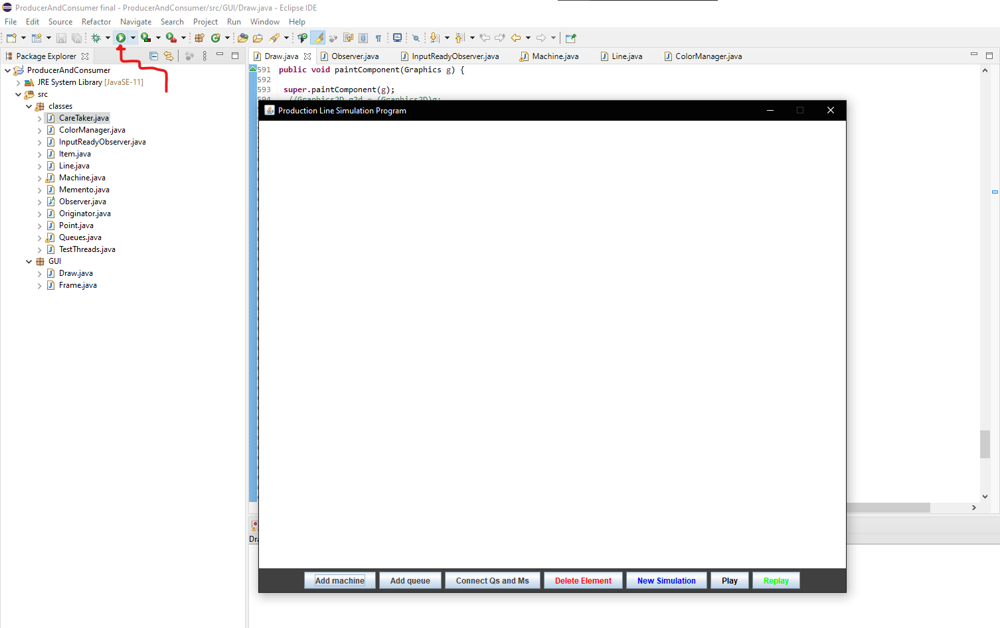 ProducerAndConsumer final - ProducerAndConsumer/src/GUI/Draw.java - Eclipse IDE
File Edit Source Refactor Navigate Search Project Run Window Help
Package Explorer
Draw.java Observer.java InputReadyObserver.java Machine.java Line.java ColorManager.java
ProducerAndConsumer
JRE System Library [JavaSE-11]
src
classes
CareTaker.java
ColorManager.java
InputReadyObserver.java
Item.java
Line.java
Machine.java
Memento.java
Observer.java
Originator.java
Point.java
Queues.java
TestThreads.java
GUI
Draw.java
Frame.java
591 public void paintComponent(Graphics g) {
592
593 super.paintComponent(g);
594 //Graphics2D g2d = (Graphics2D)g;
Production Line Simulation Program
Add machine Add queue Connect Qs and Ms Delete Element New Simulation Play Replay